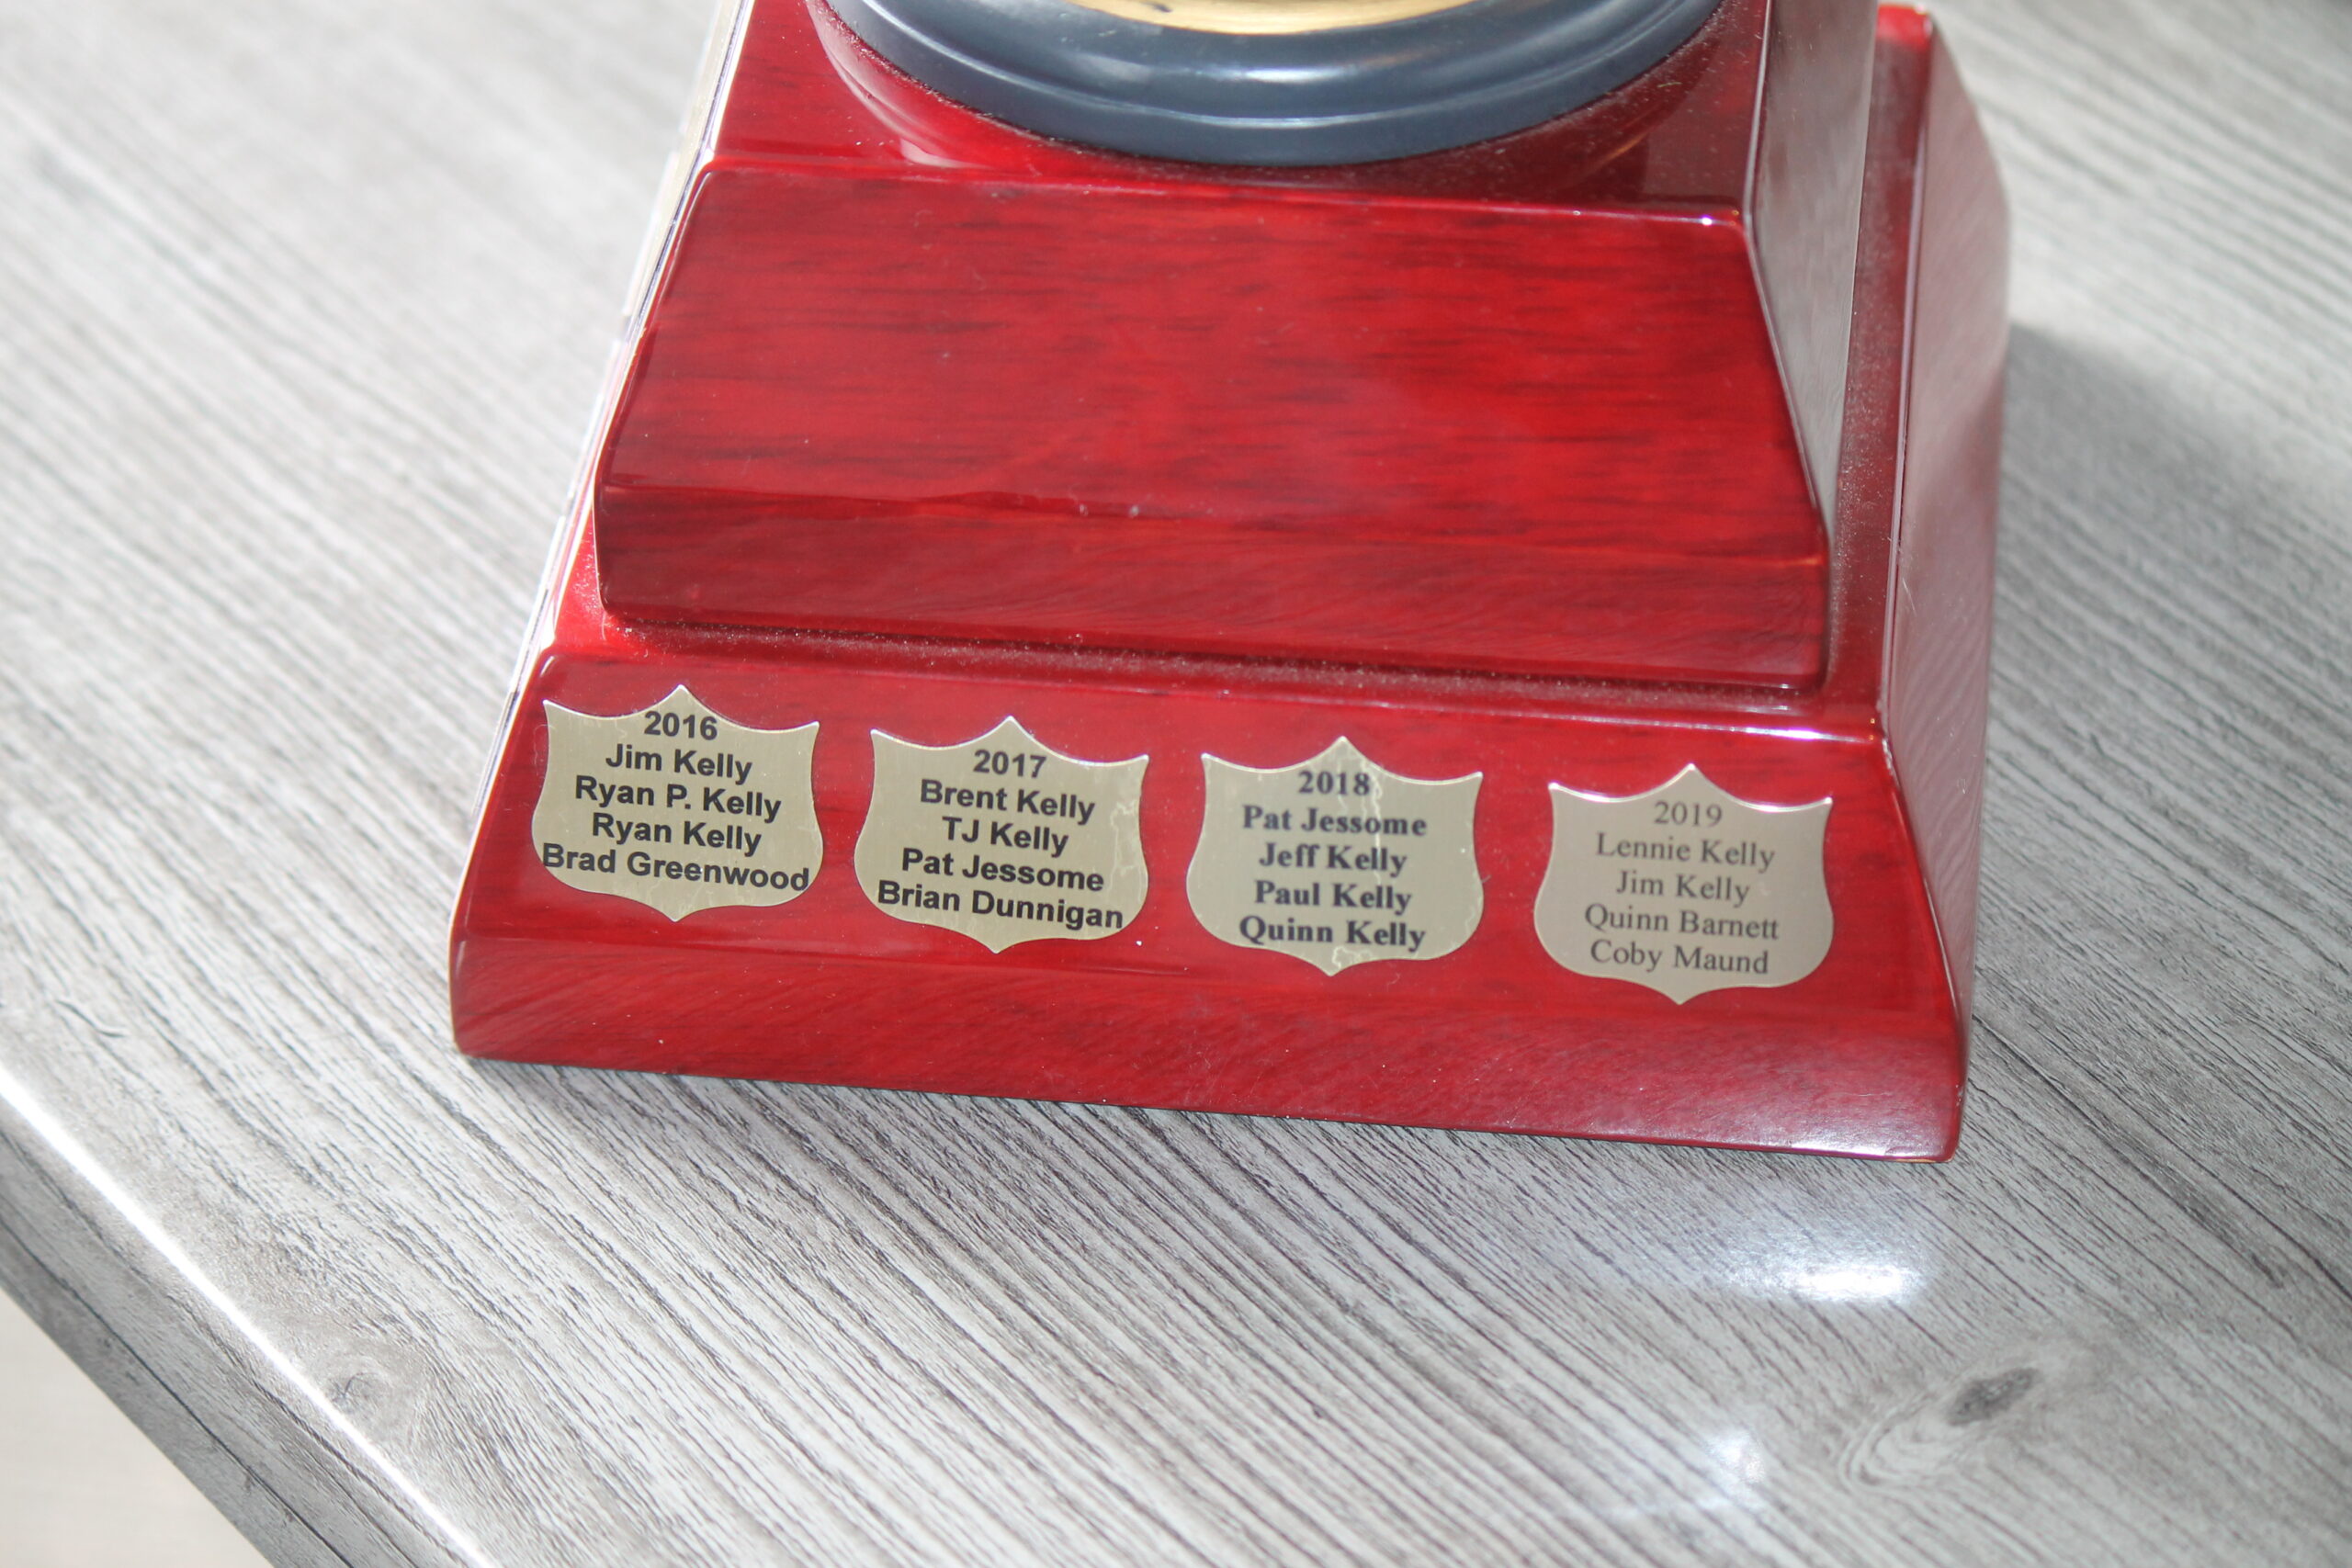 2016
Jim Kelly
Ryan P. Kelly
Ryan Kelly
Brad Greenwood
2017
Brent Kelly
TJ Kelly
Pat Jessome
Brian Dunnigan
2018
Pat Jessome
Jeff Kelly
Paul Kelly
Quinn Kelly
2019
Lennie Kelly
Jim Kelly
Quinn Barnett
Coby Maund